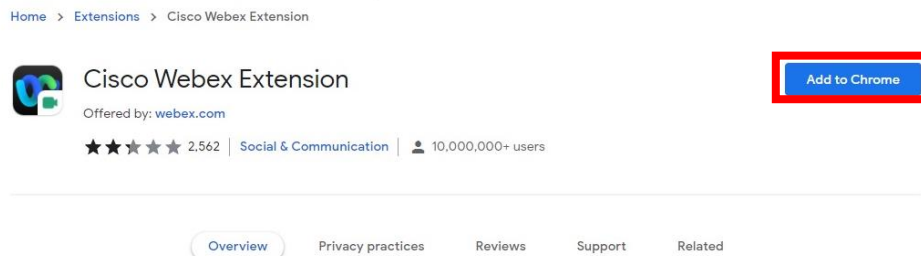 Home > Extensions > Cisco Webex Extension
Cisco Webex Extension
Add to Chrome
Offered by: webex.com
2,562 | Social & Communication | 10,000,000+ users
Overview Privacy practices Reviews Support Related